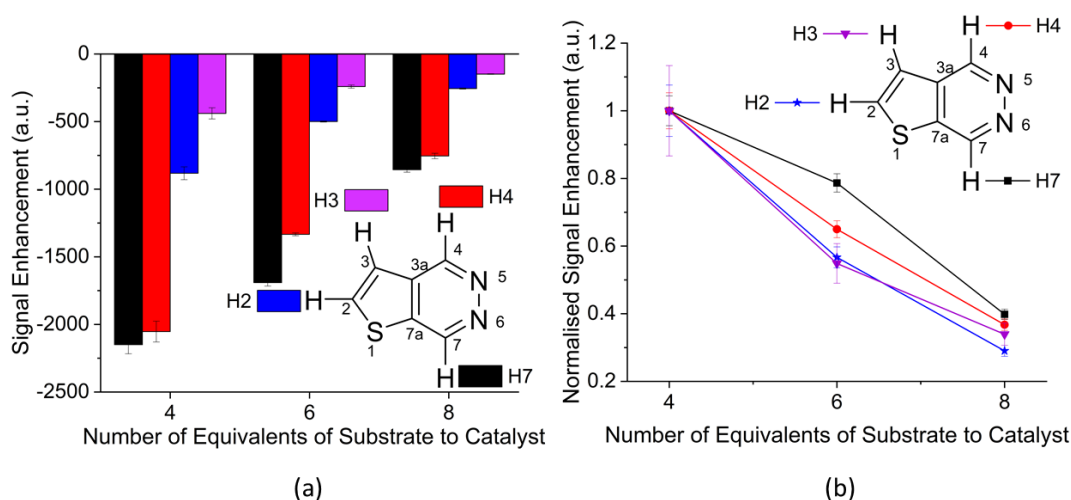 0
-500
-1000
-1500
-2000
-2500
Signal Enhancement (a.u.)
4
6
8
Number of Equivalents of Substrate to Catalyst
H3
H4
H2
H7
H
H
H
H
S
N
N
1
2
3
3a
4
5
6
7
7a
(a)
1.2
1
0.8
0.6
0.4
0.2
Normalised Signal Enhancement (a.u.)
4
6
8
Number of Equivalents of Substrate to Catalyst
H3
H4
H2
H7
H
H
H
H
S
N
N
1
2
3
3a
4
5
6
7
7a
(b)